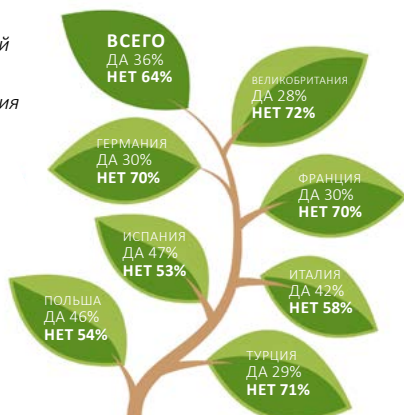 й
ия
ВСЕГО
ДА 36%
НЕТ 64%
ВЕЛИКОБРИТАНИЯ
ДА 28%
НЕТ 72%
ГЕРМАНИЯ
ДА 30%
НЕТ 70%
ФРАНЦИЯ
ДА 30%
НЕТ 70%
ИСПАНИЯ
ДА 47%
НЕТ 53%
ИТАЛИЯ
ДА 42%
НЕТ 58%
ПОЛЬША
ДА 46%
НЕТ 54%
ТУРЦИЯ
ДА 29%
НЕТ 71%